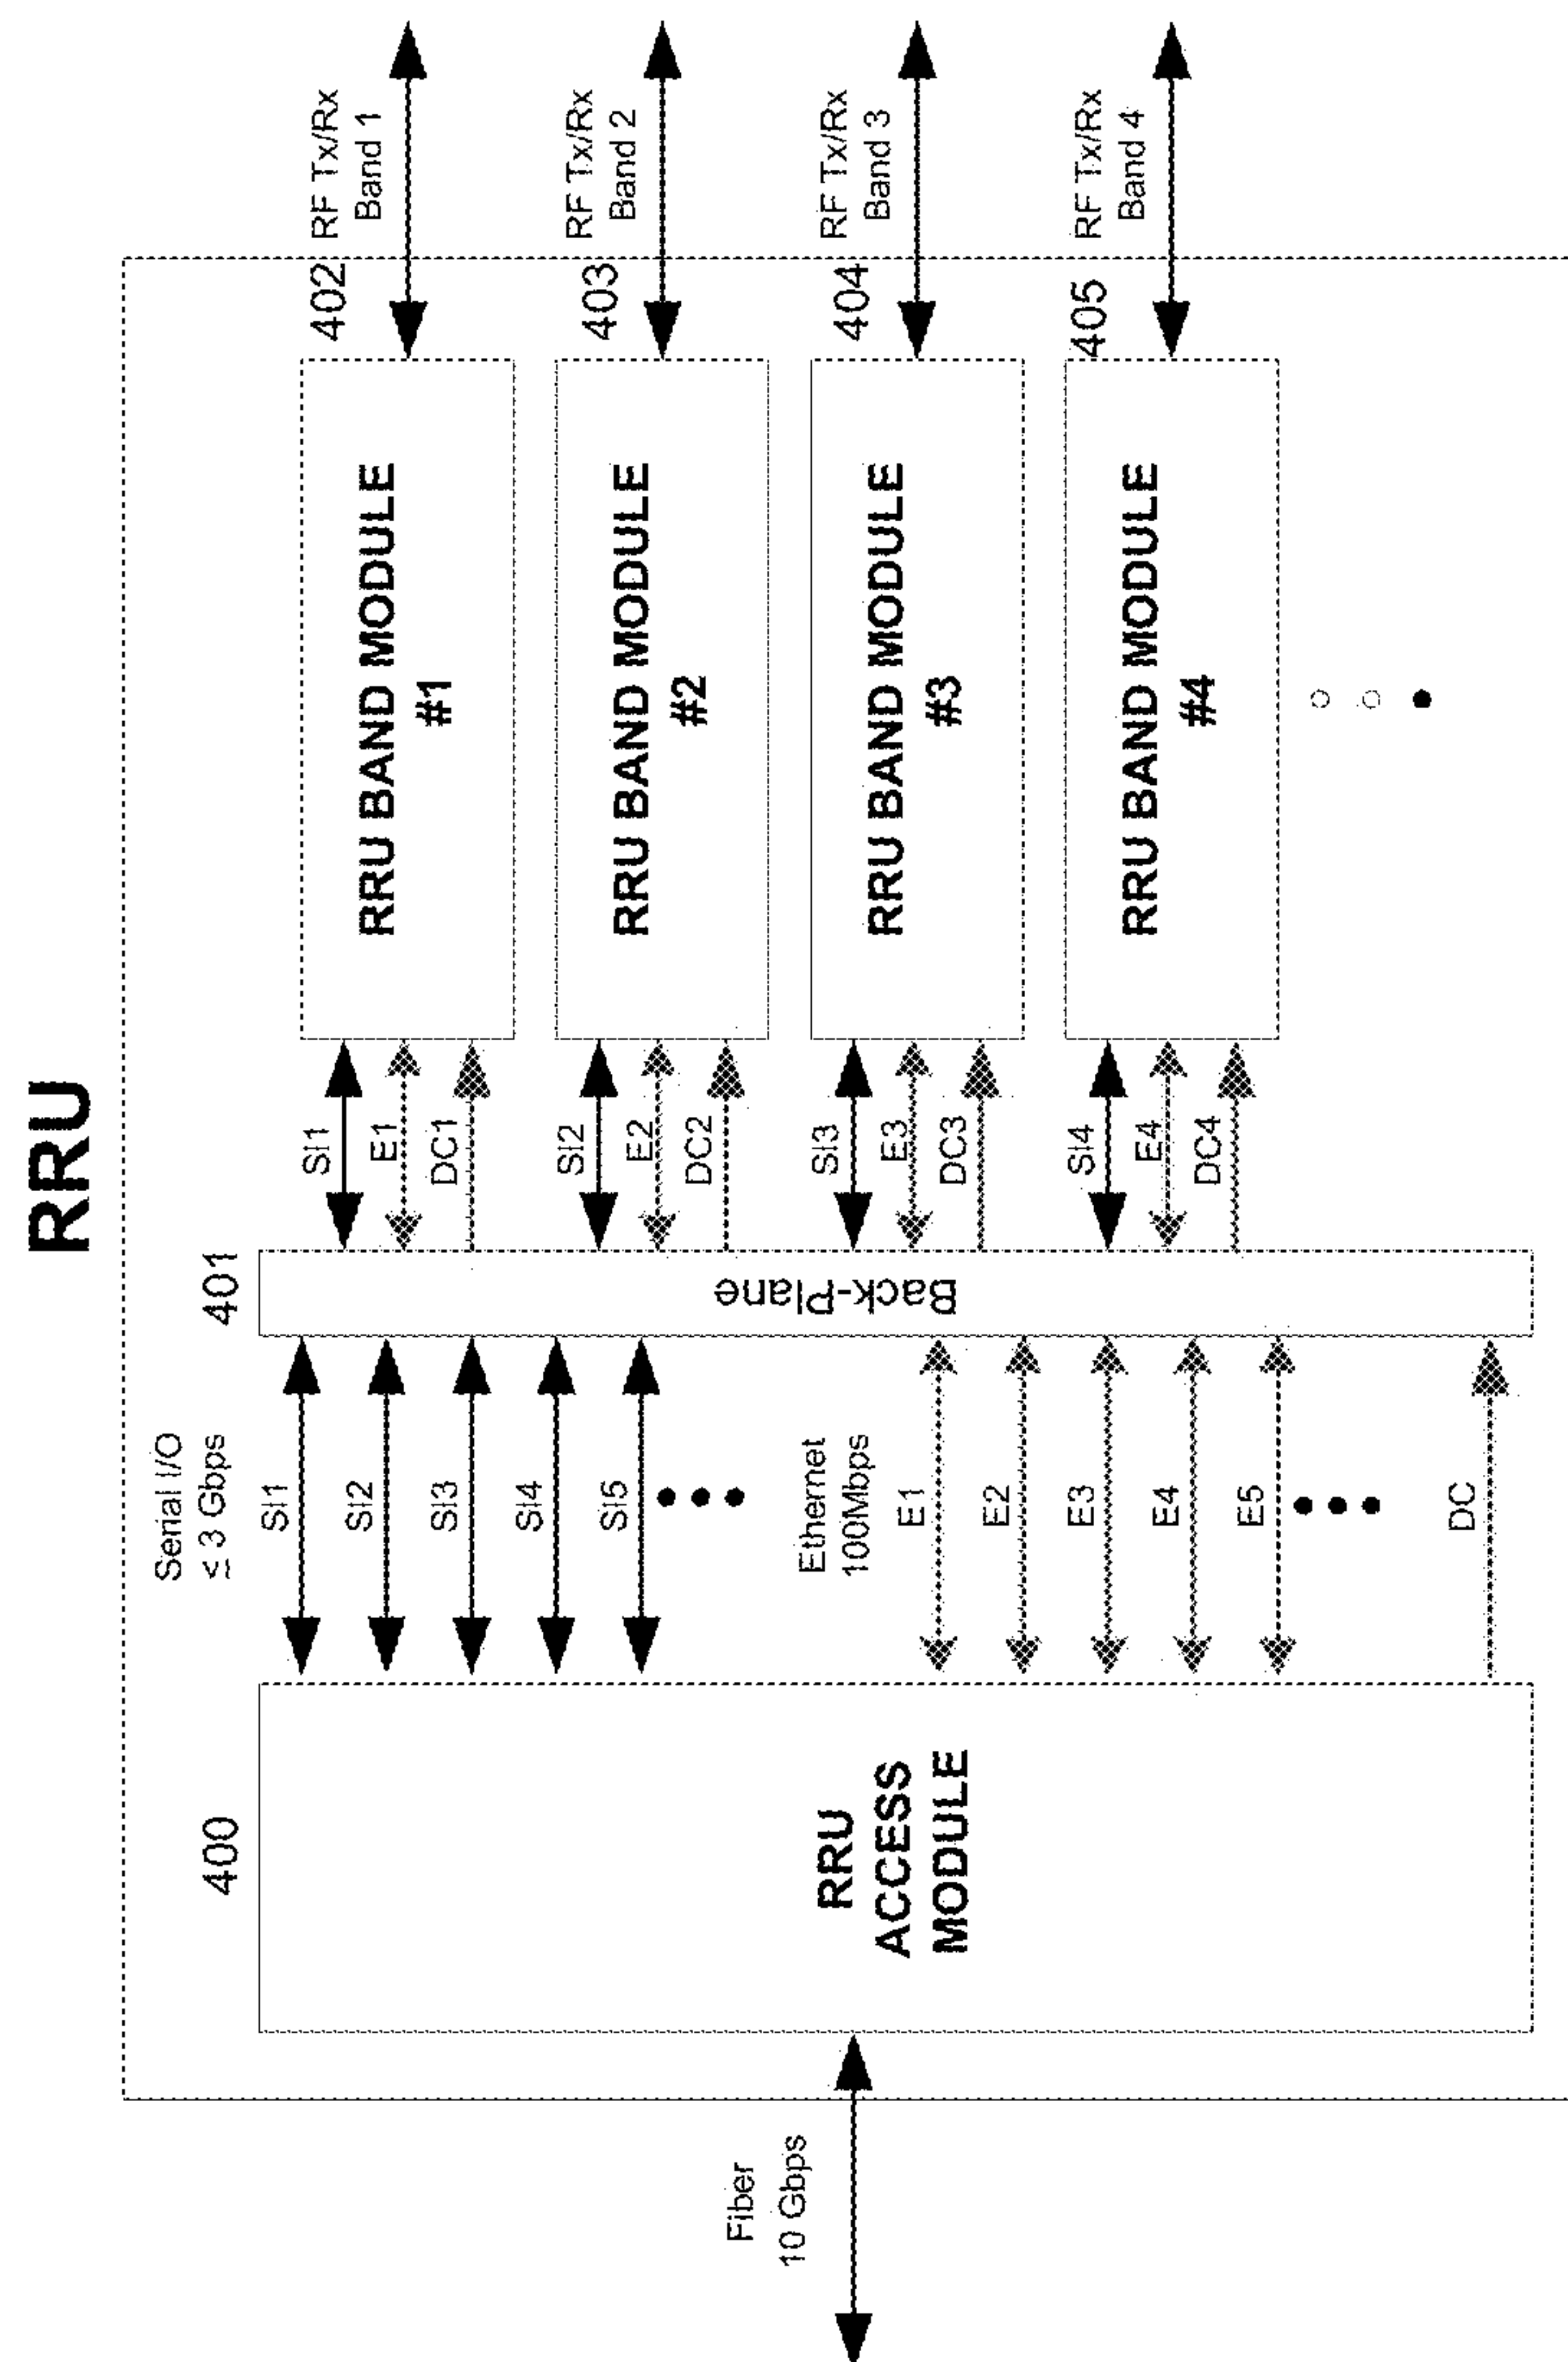 RRU
400
401
402
403
404
405
Fiber
10 Gbps
RRU
ACCESS
MODULE
Serial I/O
≤ 3 Gbps
SI1
SI2
SI3
SI4
SI5
Ethernet
100Mbps
E1
E2
E3
E4
E5
DC
Back-Plane
SI1
E1
DC1
SI2
E2
DC2
SI3
E3
DC3
SI4
E4
DC4
RRU BAND MODULE
#1
RRU BAND MODULE
#2
RRU BAND MODULE
#3
RRU BAND MODULE
#4
RF Tx/Rx
Band 1
RF Tx/Rx
Band 2
RF Tx/Rx
Band 3
RF Tx/Rx
Band 4